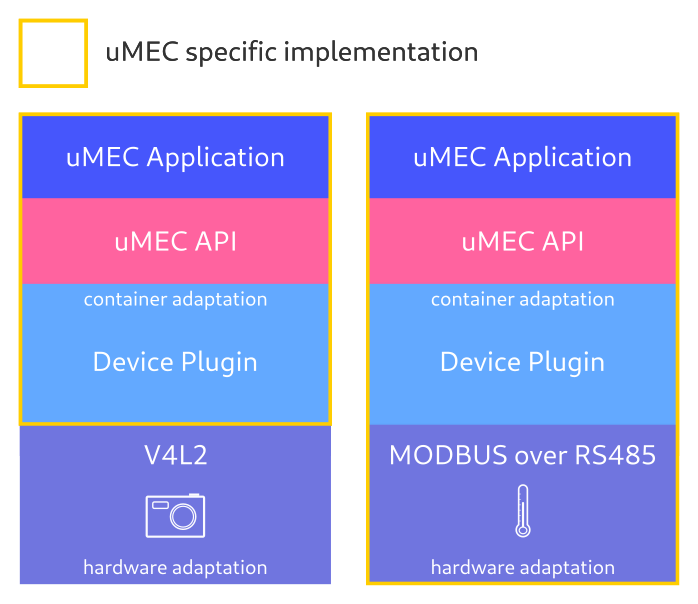 uMEC specific implementation
uMEC Application
uMEC API
container adaptation
Device Plugin
V4L2
hardware adaptation
uMEC Application
uMEC API
container adaptation
Device Plugin
MODBUS over RS485
hardware adaptation